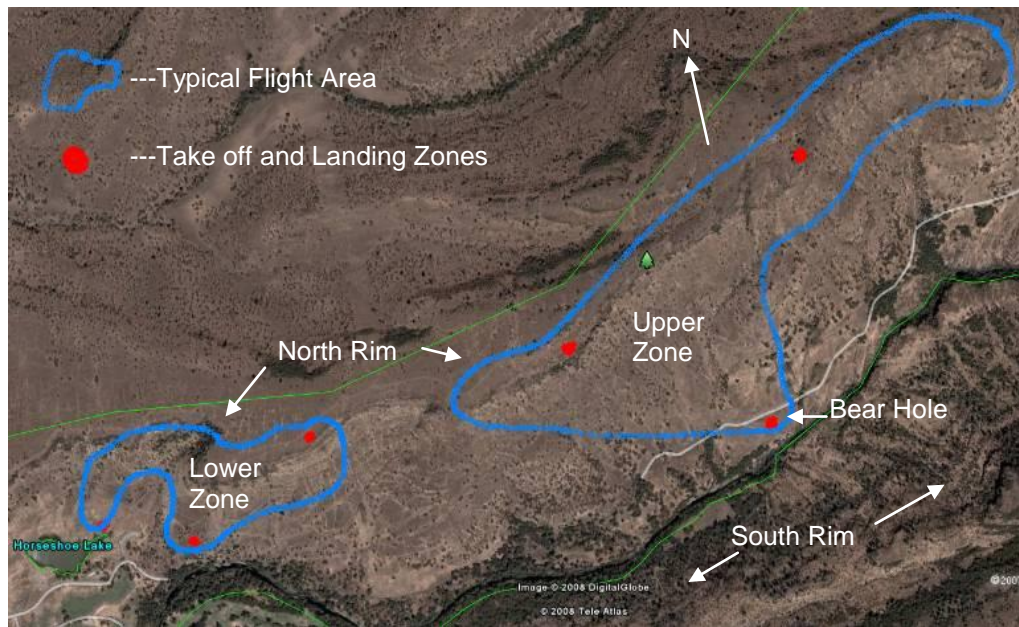 N
---Typical Flight Area
---Take off and Landing Zones
Upper
Zone
North Rim
Bear Hole
Lower
Zone
South Rim
Horseshoe Lake
Image © 2008 DigitalGlobe
© 2008 Tele Atlas
©2007